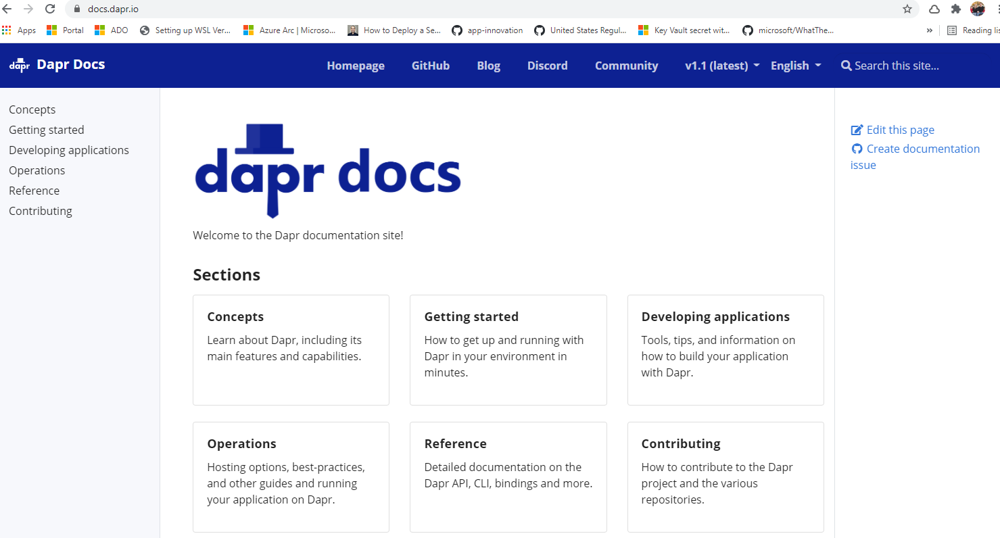 docs.dapr.io
Apps Portal ADO Setting up WSL Ver... Azure Arc | Microso... How to Deploy a Se... app-innovation United States Regul... Key Vault secret wit... microsoft/WhatThe... » Reading lis
dapr Dapr Docs Homepage GitHub Blog Discord Community v1.1 (latest) English Search this site...
Concepts
Getting started
Developing applications
Operations
Reference
Contributing
dapr docs
Welcome to the Dapr documentation site!
Sections
Concepts
Learn about Dapr, including its
main features and capabilities.
Getting started
How to get up and running with
Dapr in your environment in
minutes.
Developing applications
Tools, tips, and information on
how to build your application
with Dapr.
Operations
Hosting options, best-practices,
and other guides and running
your application on Dapr.
Reference
Detailed documentation on the
Dapr API, CLI, bindings and more.
Contributing
How to contribute to the Dapr
project and the various
repositories.
Edit this page
Create documentation
issue